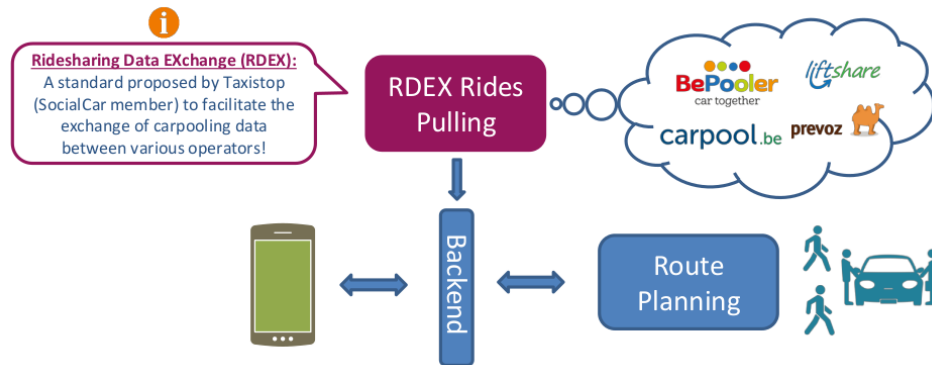 i
Ridesharing Data EXchange (RDEX):
A standard proposed by Taxistop
(SocialCar member) to facilitate the
exchange of carpooling data
between various operators!
RDEX Rides
Pulling
BePooler
car together
liftshare
carpool.be
prevoz
Backend
Route
Planning